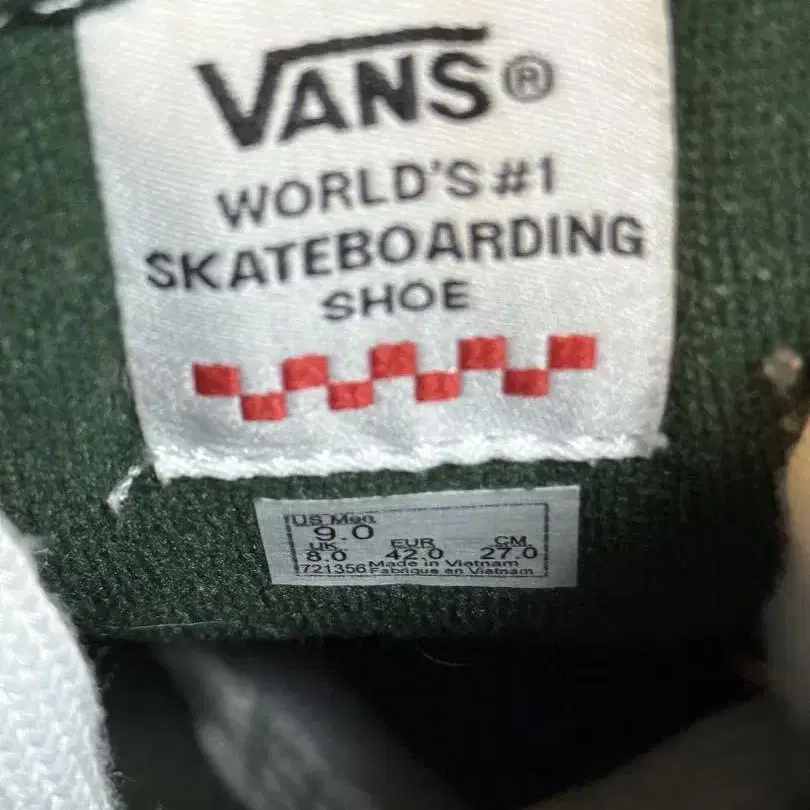 VANS®
WORLD'S #1
SKATEBOARDING
SHOE
US Men
9.0
UK EUR CM
8.0 42.0 27.0
721356 Made in Vietnam
Fabriqué en Vietnam